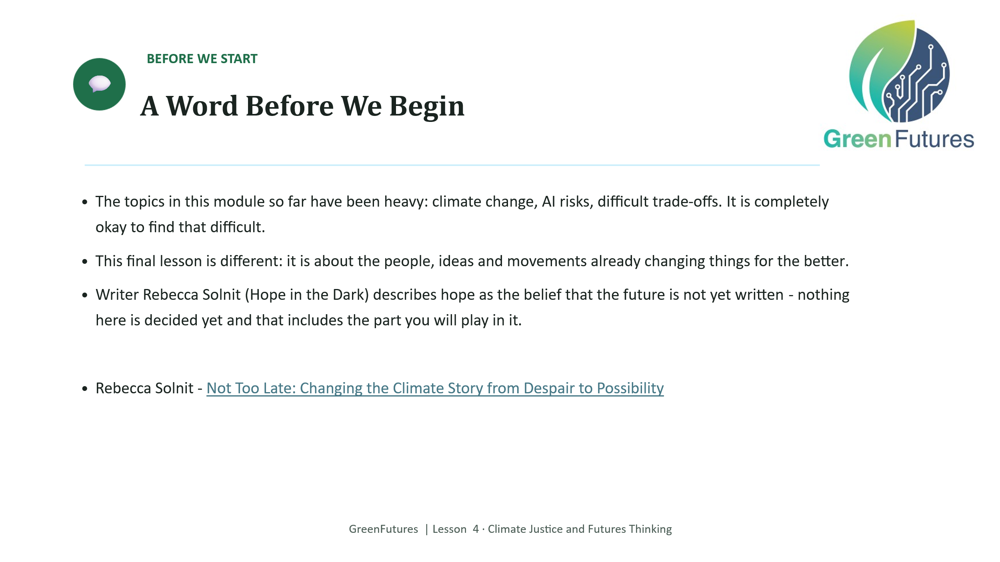 BEFORE WE START
A Word Before We Begin
GreenFutures
• The topics in this module so far have been heavy: climate change, AI risks, difficult trade-offs. It is completely
okay to find that difficult.
• This final lesson is different: it is about the people, ideas and movements already changing things for the better.
• Writer Rebecca Solnit (Hope in the Dark) describes hope as the belief that the future is not yet written - nothing
here is decided yet and that includes the part you will play in it.
• Rebecca Solnit - Not Too Late: Changing the Climate Story from Despair to Possibility
GreenFutures | Lesson 4 · Climate Justice and Futures Thinking